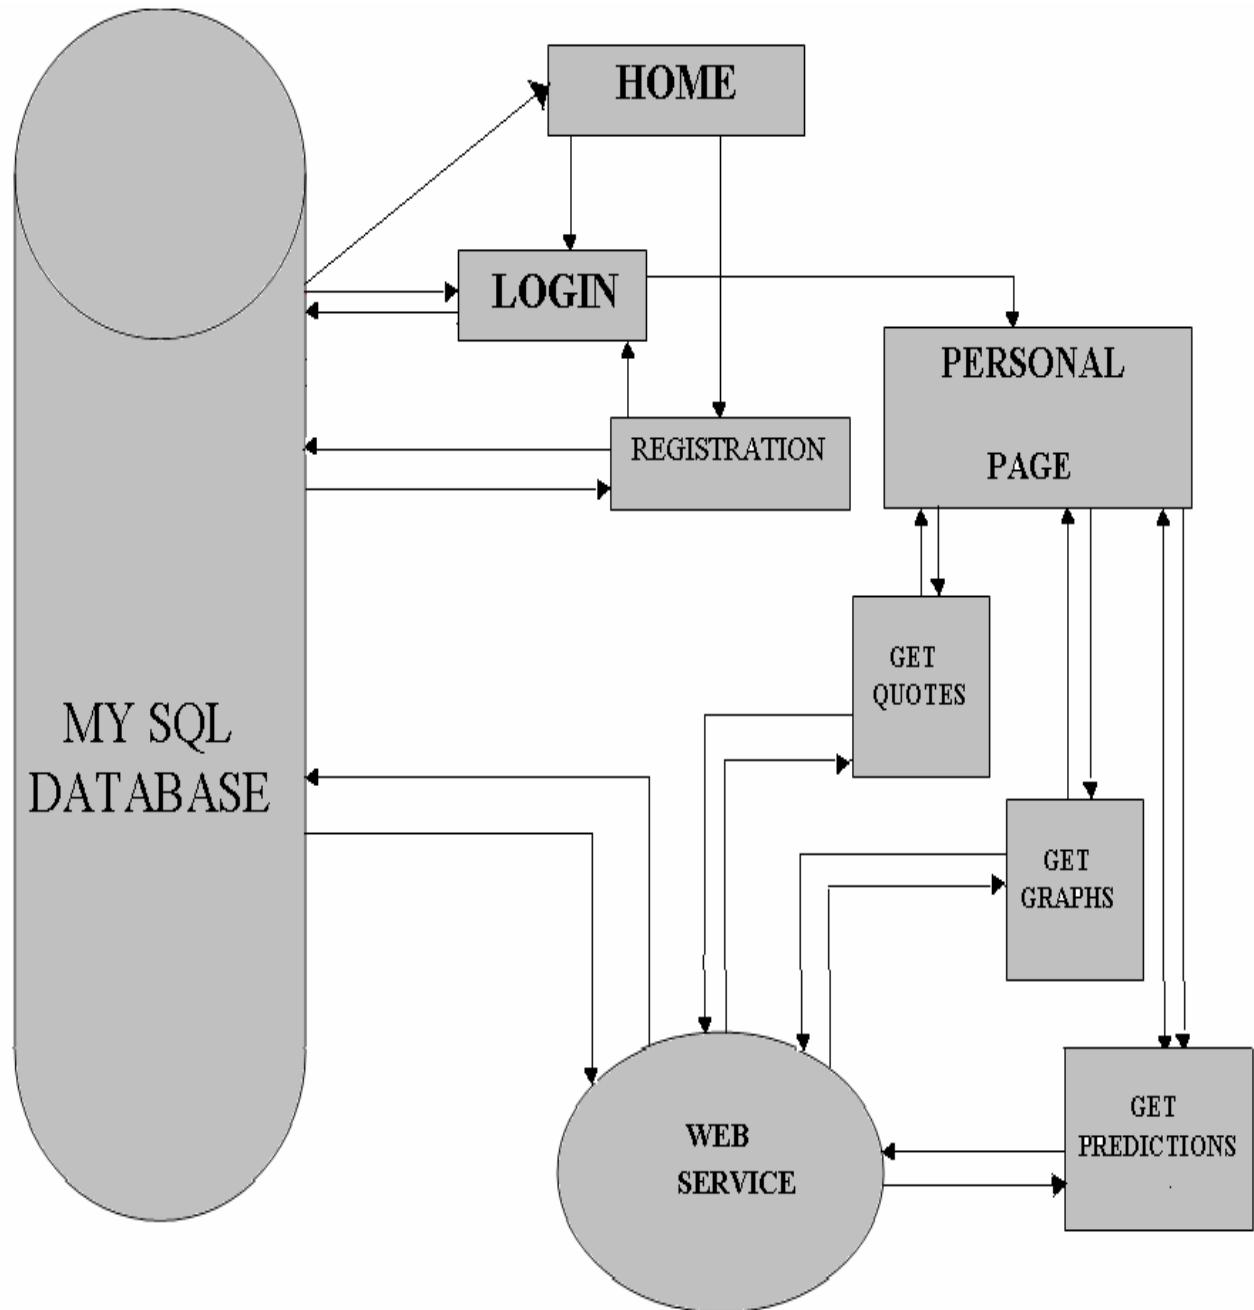 HOME
LOGIN
PERSONAL
PAGE
REGISTRATION
GET
QUOTES
MY SQL
DATABASE
GET
GRAPHS
WEB
SERVICE
GET
PREDICTIONS
.